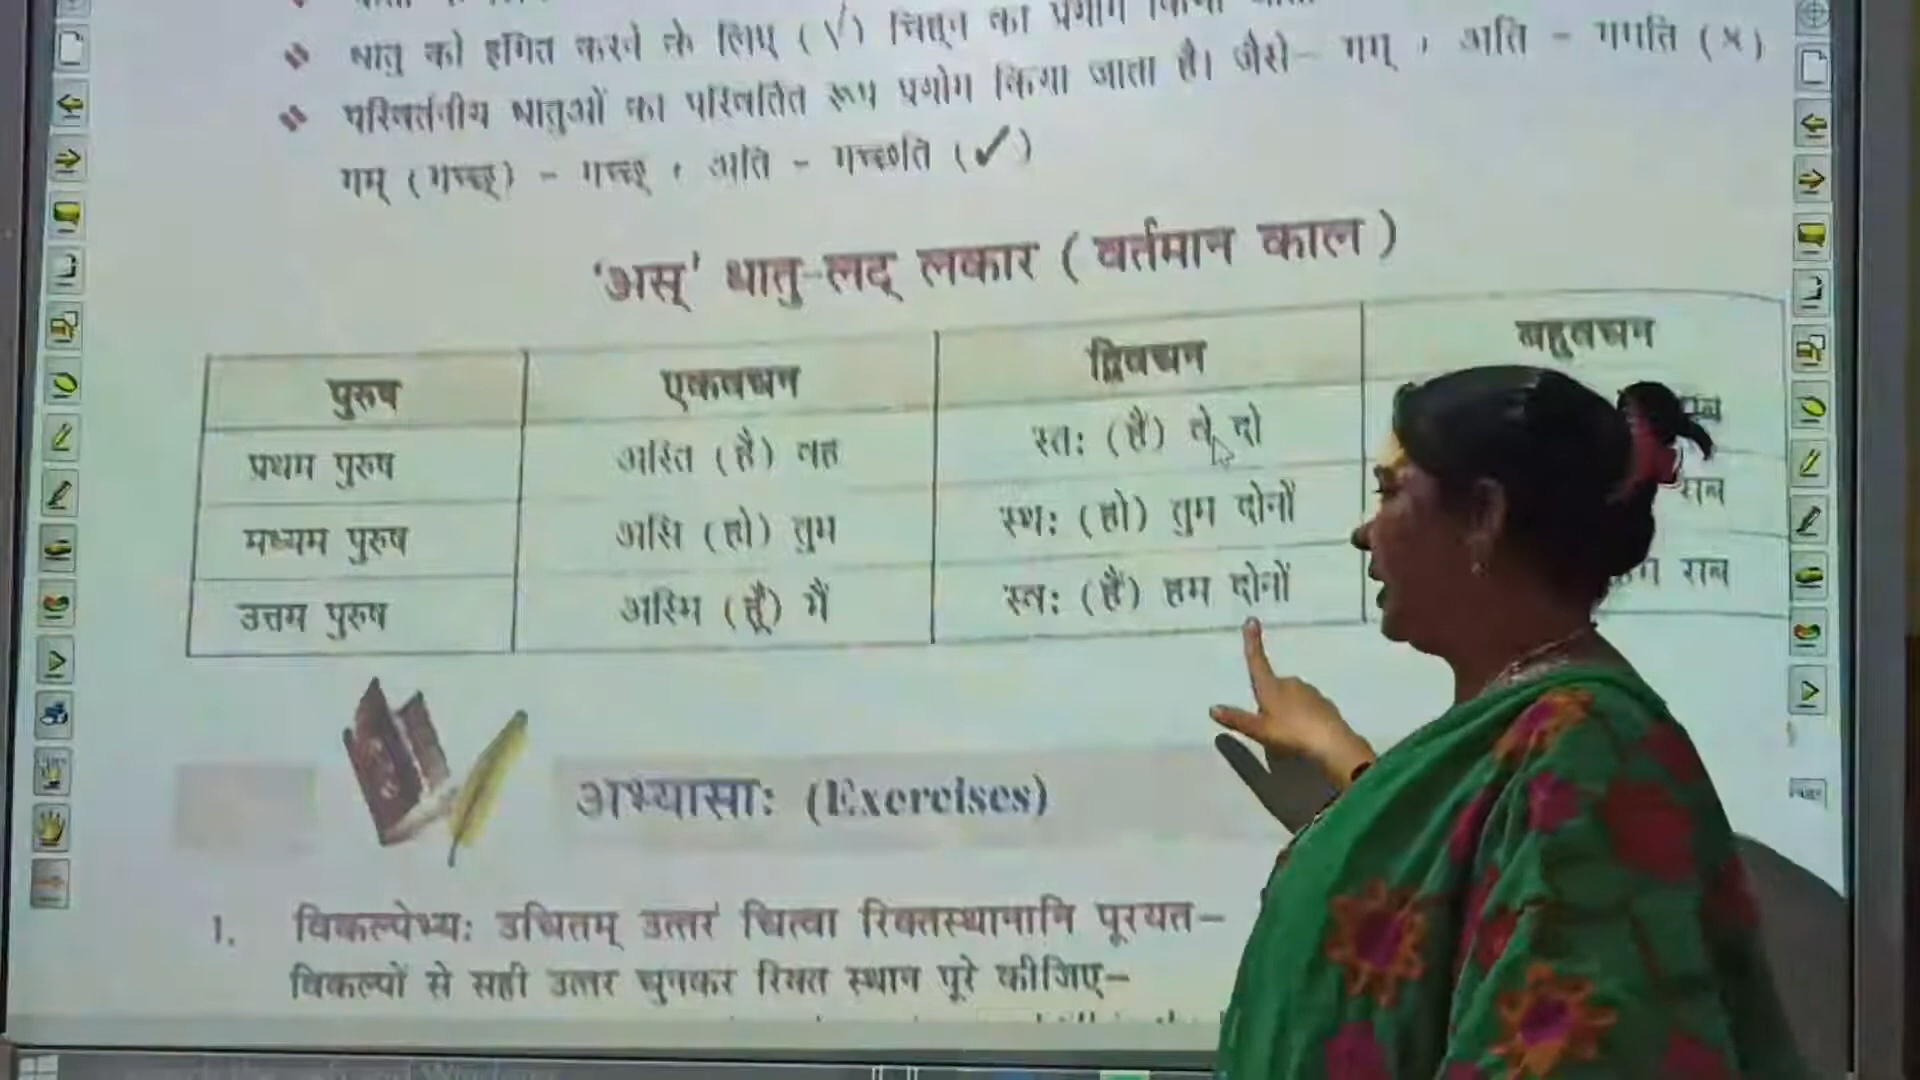 धातु को इंगित करने के लिए (√) चिह्न का प्रयोग किया
परिवर्तनीय धातुओं का परिवर्तित रूप प्रयोग किया जाता है। जैसे– गम् + अति - गमति (×)
गम् (गच्छ्) - गच्छ् + अति - गच्छति (✓)
'अस्' धातु-लट् लकार (वर्तमान काल)
पुरुष एकवचन द्विवचन बहुवचन
प्रथम पुरुष अस्ति (है) वह स्तः (हैं) वे दो
मध्यम पुरुष असि (हो) तुम स्थः (हो) तुम दोनों सब
उत्तम पुरुष अस्मि (हूँ) मैं स्वः (हैं) हम दोनों सब
अभ्यासाः (Exercises)
1. विकल्पेभ्यः उचितम् उत्तरं चित्वा रिक्तस्थानानि पूरयत–
विकल्पों से सही उत्तर चुनकर रिक्त स्थान पूरे कीजिए–